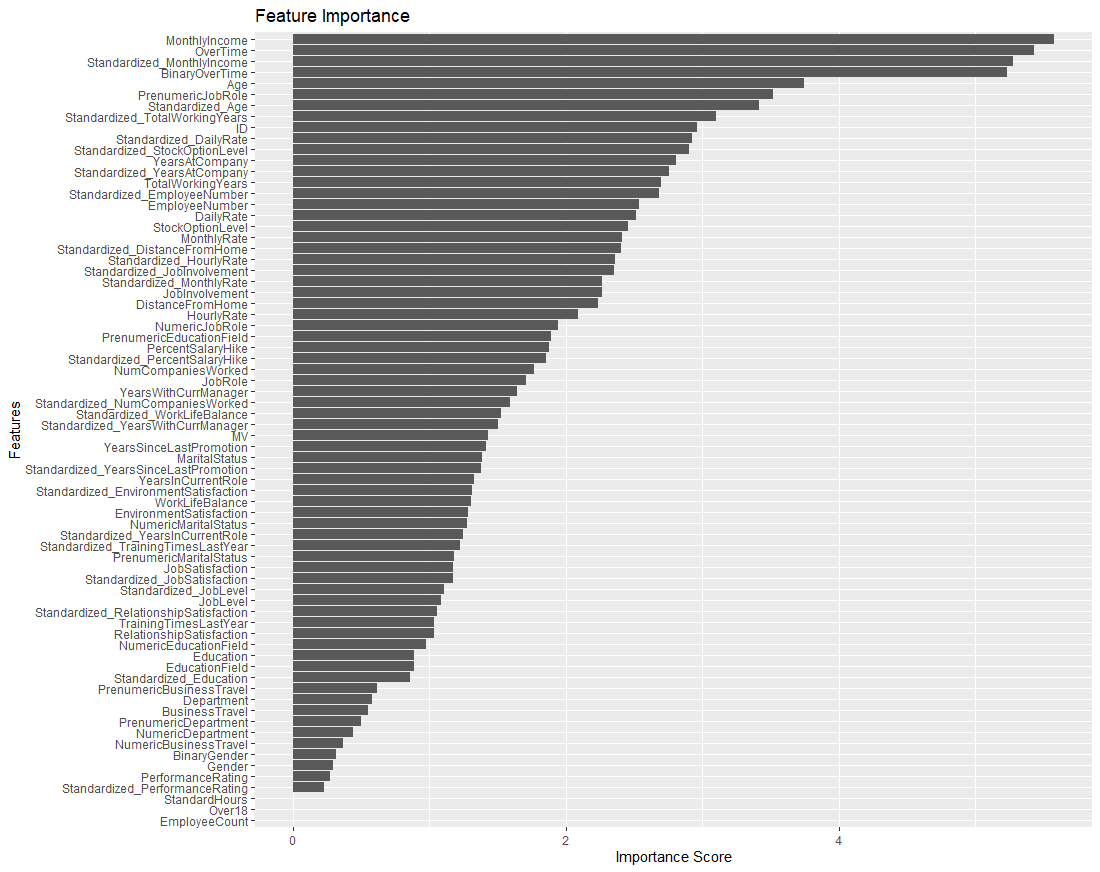 Feature Importance
MonthlyIncome
OverTime
Standardized_MonthlyIncome
BinaryOverTime
Age
PrenumericJobRole
Standardized_Age
Standardized_TotalWorkingYears
ID
Standardized_DailyRate
Standardized_StockOptionLevel
YearsAtCompany
Standardized_YearsAtCompany
TotalWorkingYears
Standardized_EmployeeNumber
EmployeeNumber
DailyRate
StockOptionLevel
MonthlyRate
Standardized_DistanceFromHome
Standardized_HourlyRate
Standardized_JobInvolvement
Standardized_MonthlyRate
JobInvolvement
DistanceFromHome
HourlyRate
NumericJobRole
PrenumericEducationField
PercentSalaryHike
Standardized_PercentSalaryHike
NumCompaniesWorked
JobRole
YearsWithCurrManager
Standardized_NumCompaniesWorked
Standardized_WorkLifeBalance
Standardized_YearsWithCurrManager
MV
YearsSinceLastPromotion
MaritalStatus
Standardized_YearsSinceLastPromotion
YearsInCurrentRole
Standardized_EnvironmentSatisfaction
WorkLifeBalance
EnvironmentSatisfaction
NumericMaritalStatus
Standardized_YearsInCurrentRole
Standardized_TrainingTimesLastYear
PrenumericMaritalStatus
JobSatisfaction
Standardized_JobSatisfaction
Standardized_JobLevel
JobLevel
Standardized_RelationshipSatisfaction
TrainingTimesLastYear
RelationshipSatisfaction
NumericEducationField
Education
EducationField
Standardized_Education
PrenumericBusinessTravel
Department
BusinessTravel
PrenumericDepartment
NumericDepartment
NumericBusinessTravel
BinaryGender
Gender
PerformanceRating
Standardized_PerformanceRating
StandardHours
Over18
EmployeeCount
Features
0 2 4
Importance Score